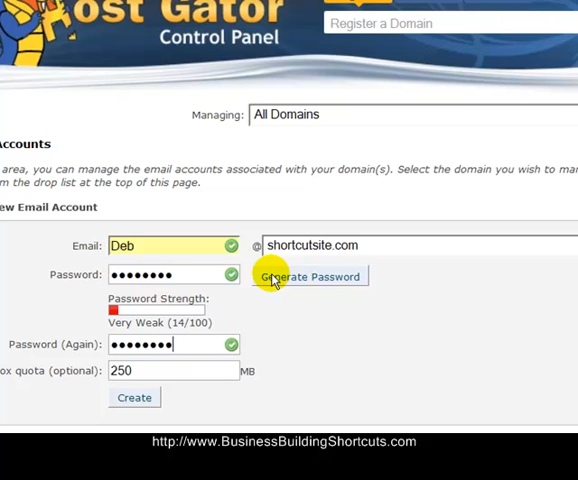 ost Gator
Control Panel
Register a Domain
Managing: All Domains
Accounts
area, you can manage the email accounts associated with your domain(s). Select the domain you wish to mar
m the drop list at the top of this page.
ew Email Account
Email: Deb @ shortcutsite.com
Password: ●●●●●●●● Generate Password
Password Strength:
Very Weak (14/100)
Password (Again): ●●●●●●●●
ox quota (optional): 250 MB
Create
http://www.BusinessBuildingShortcuts.com